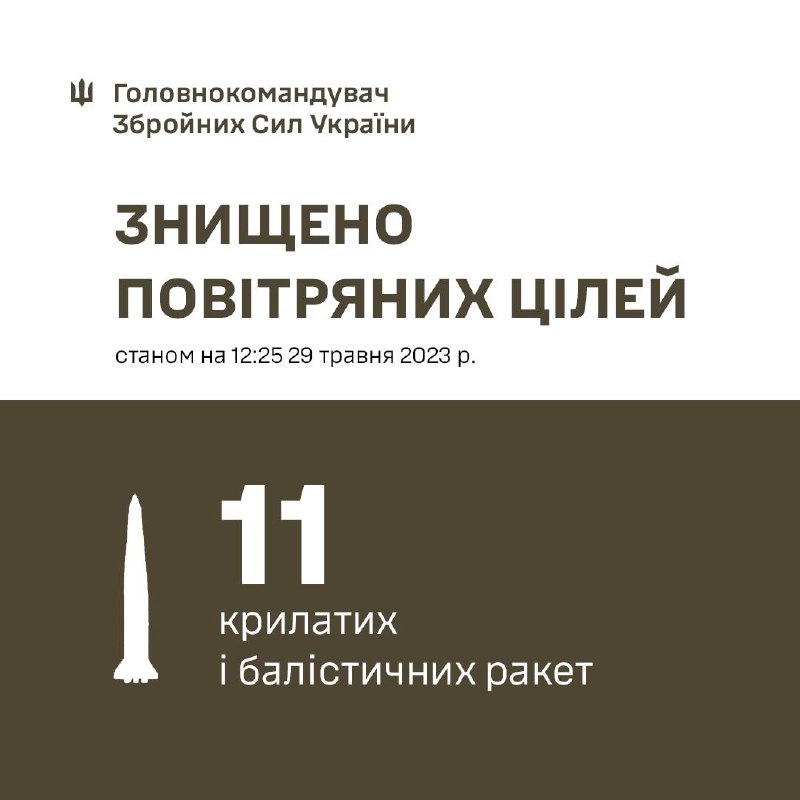 Головнокомандувач
Збройних Сил України
ЗНИЩЕНО
ПОВІТРЯНИХ ЦІЛЕЙ
станом на 12:25 29 травня 2023 р.
11
крилатих
і балістичних ракет